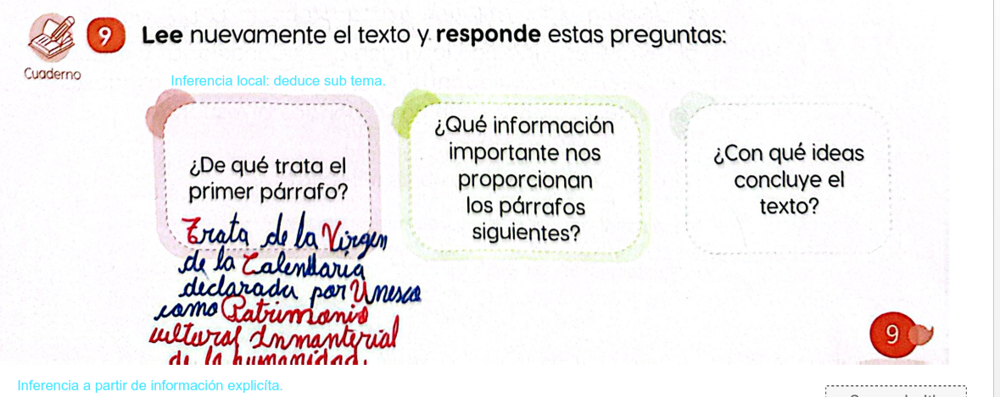 9 Lee nuevamente el texto y responde estas preguntas:
Cuaderno
Inferencia local: deduce sub tema.
¿De qué trata el
primer párrafo?
Trata de la Virgen
de la Calendaria
declarada por Unesco
como Patrimonio
cultural Inmanterial
de la humanidad.
¿Qué información
importante nos
proporcionan
los párrafos
siguientes?
¿Con qué ideas
concluye el
texto?
9
Inferencia a partir de información explicíta.